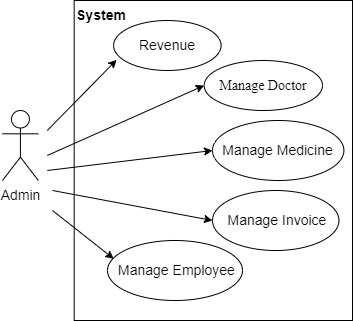 System
Revenue
Manage Doctor
Manage Medicine
Admin
Manage Invoice
Manage Employee